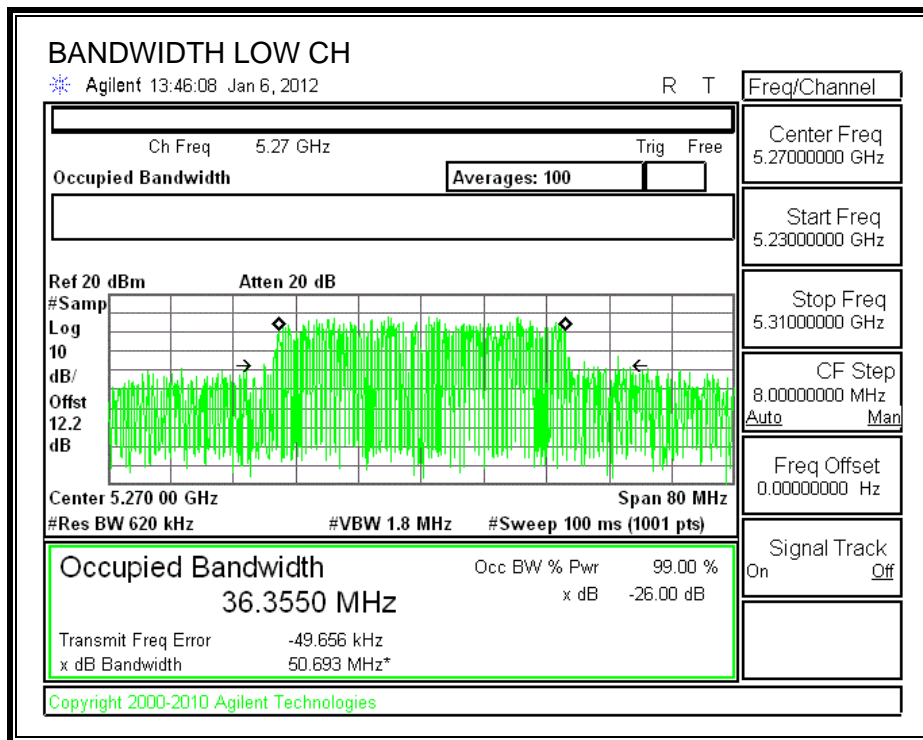 BANDWIDTH LOW CH
Agilent 13:46:08 Jan 6, 2012 R T
Freq/Channel
Ch Freq 5.27 GHz Trig Free
Occupied Bandwidth Averages: 100
Center Freq
5.27000000 GHz
Start Freq
5.23000000 GHz
Stop Freq
5.31000000 GHz
CF Step
8.00000000 MHz
Auto Man
Freq Offset
0.00000000 Hz
Signal Track
On Off
Ref 20 dBm Atten 20 dB
#Samp
Log
10
dB/
Offst
12.2
dB
Center 5.270 00 GHz Span 80 MHz
#Res BW 620 kHz #VBW 1.8 MHz #Sweep 100 ms (1001 pts)
Occupied Bandwidth Occ BW % Pwr 99.00 %
36.3550 MHz x dB -26.00 dB
Transmit Freq Error -49.656 kHz
x dB Bandwidth 50.693 MHz*
Copyright 2000-2010 Agilent Technologies